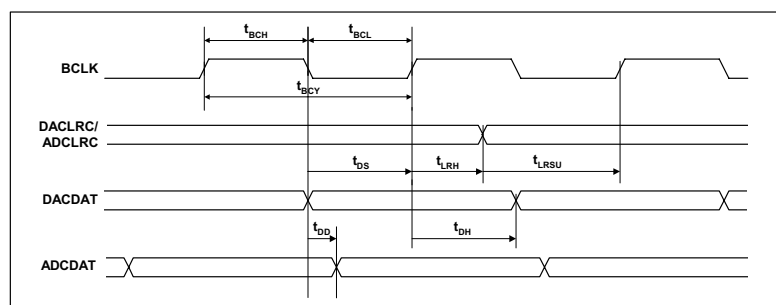 tBCH tBCL
BCLK
tBCY
DACLRC/
ADCLRC
tDS tLRH tLRSU
DACDAT
tDD tDH
ADCDAT